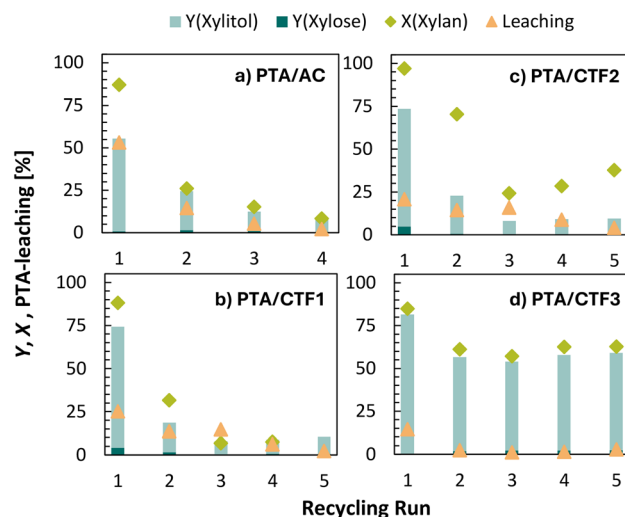 Y(Xylitol) Y(Xylose) X(Xylan) Leaching
Y, X , PTA-leaching [%]
a) PTA/AC
100
75
50
25
0
1 2 3 4
c) PTA/CTF2
100
75
50
25
0
1 2 3 4 5
b) PTA/CTF1
100
75
50
25
0
1 2 3 4 5
d) PTA/CTF3
100
75
50
25
0
1 2 3 4 5
Recycling Run